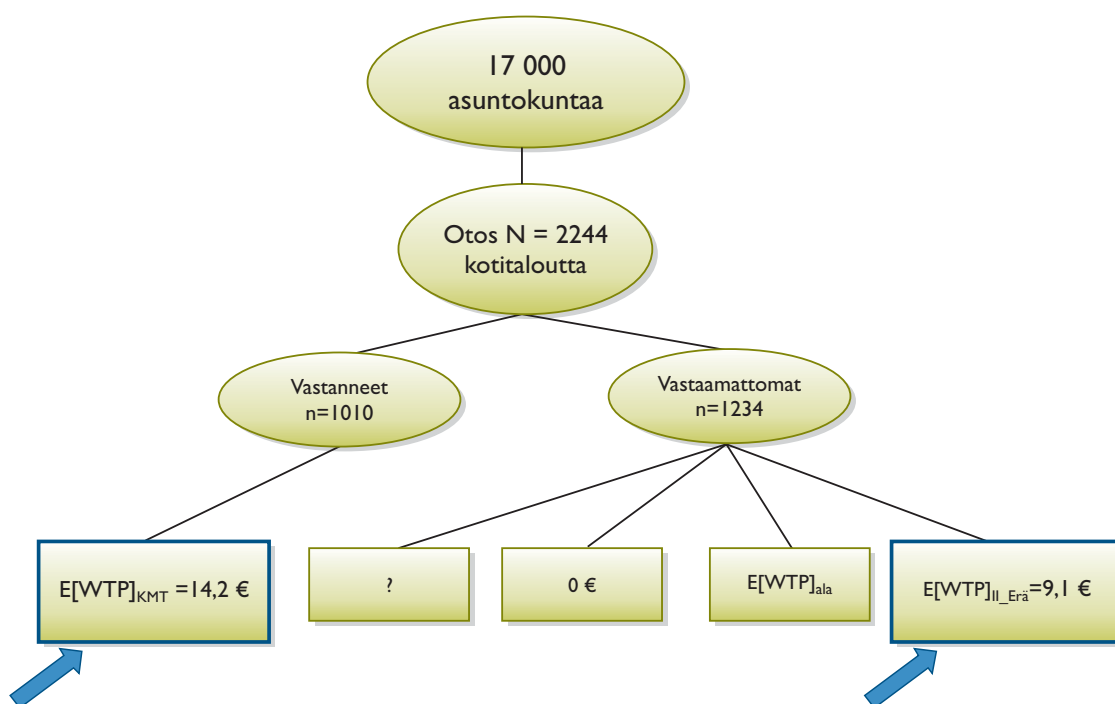 17 000
asuntokuntaa
Otos N = 2244
kotitaloutta
Vastanneet
n=1010
Vastaamattomat
n=1234
E[WTP]KMT =14,2 €
?
0 €
E[WTP]ala
E[WTP]II_Erä=9,1 €